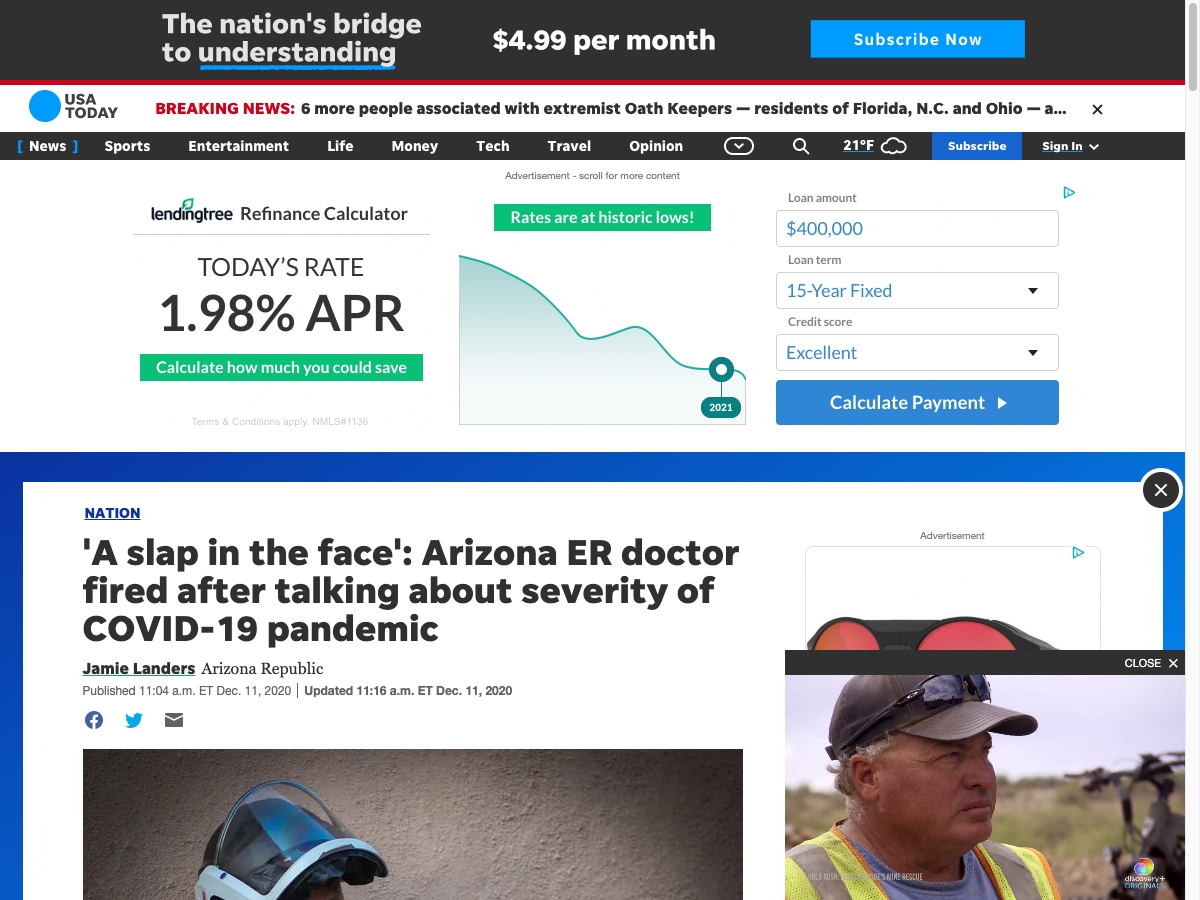 The nation's bridge
to understanding
$4.99 per month
Subscribe Now
USA
TODAY
BREAKING NEWS: 6 more people associated with extremist Oath Keepers — residents of Florida, N.C. and Ohio — a...
[ News ] Sports Entertainment Life Money Tech Travel Opinion 21°F Subscribe Sign In
Advertisement - scroll for more content
lendingtree Refinance Calculator
TODAY'S RATE
1.98% APR
Calculate how much you could save
Terms & Conditions apply. NMLS#1136
Rates are at historic lows!
2021
Loan amount
$400,000
Loan term
15-Year Fixed
Credit score
Excellent
Calculate Payment
NATION
'A slap in the face': Arizona ER doctor
fired after talking about severity of
COVID-19 pandemic
Jamie Landers Arizona Republic
Published 11:04 a.m. ET Dec. 11, 2020 | Updated 11:16 a.m. ET Dec. 11, 2020
Advertisement
CLOSE
MINE RESCUE
discovery+
ORIGINALS